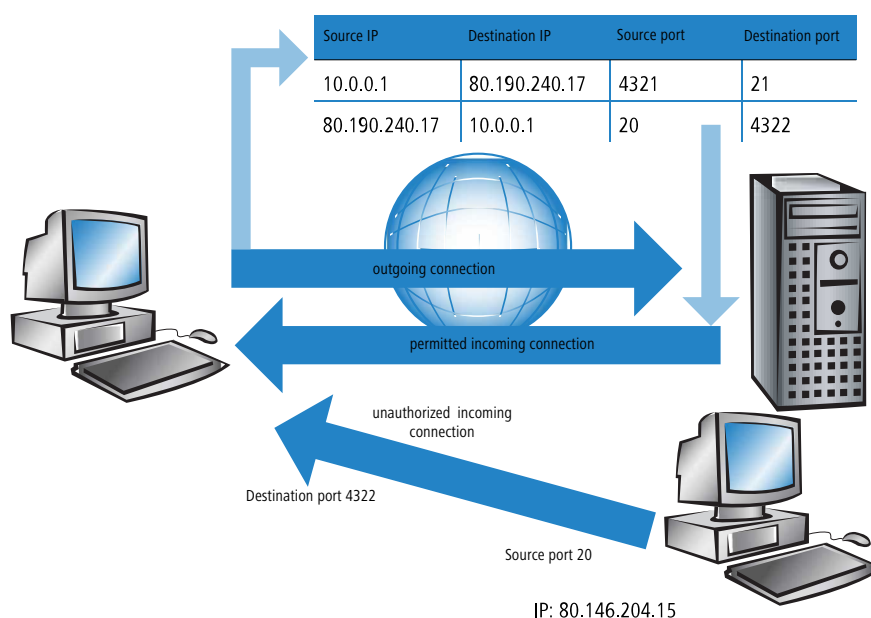 Source IP Destination IP Source port Destination port
10.0.0.1 80.190.240.17 4321 21
80.190.240.17 10.0.0.1 20 4322
outgoing connection
permitted incoming connection
unauthorized incoming
connection
Destination port 4322
Source port 20
IP: 80.146.204.15